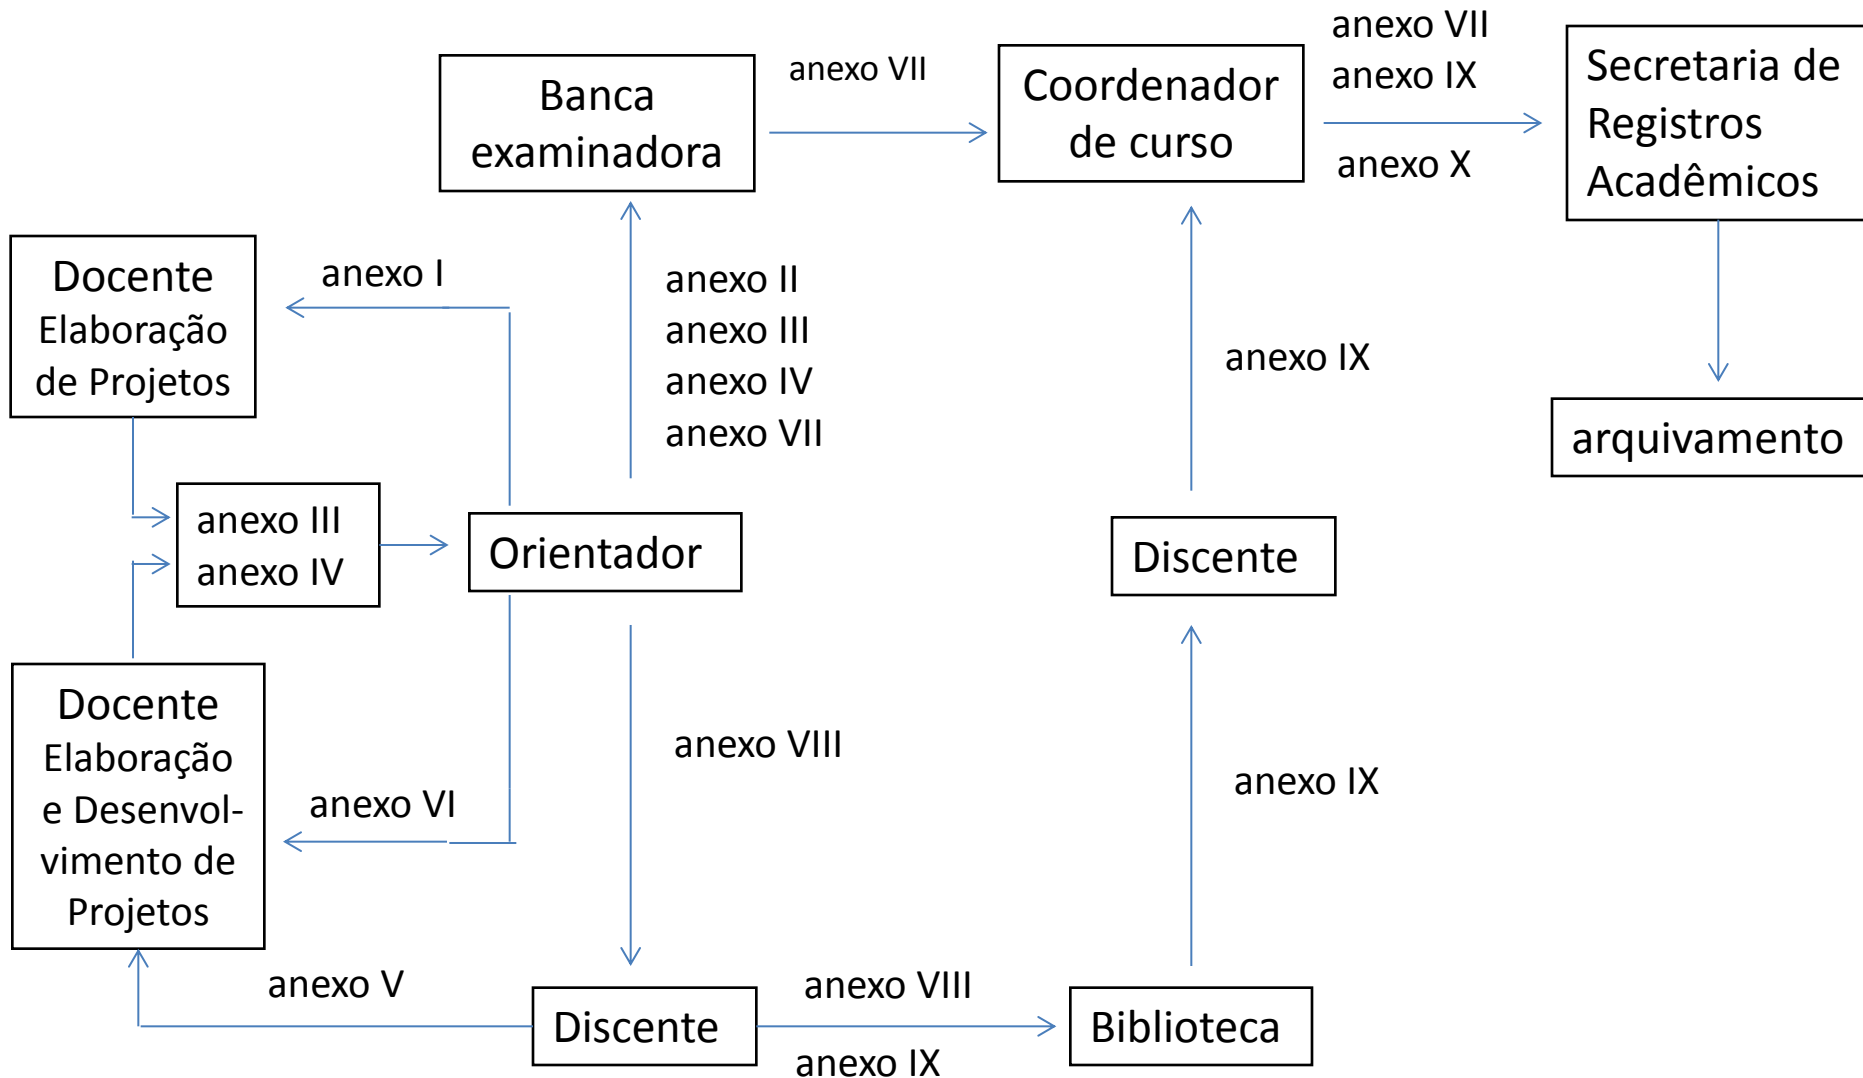 Banca
examinadora
anexo VII
Coordenador
de curso
anexo VII
anexo IX
anexo X
Secretaria de
Registros
Acadêmicos
Docente
Elaboração
de Projetos
anexo I
anexo II
anexo III
anexo IV
anexo VII
anexo IX
arquivamento
anexo III
anexo IV
Orientador
Discente
Docente
Elaboração
e Desenvol-
vimento de
Projetos
anexo VI
anexo VIII
anexo IX
anexo V
Discente
anexo VIII
anexo IX
Biblioteca